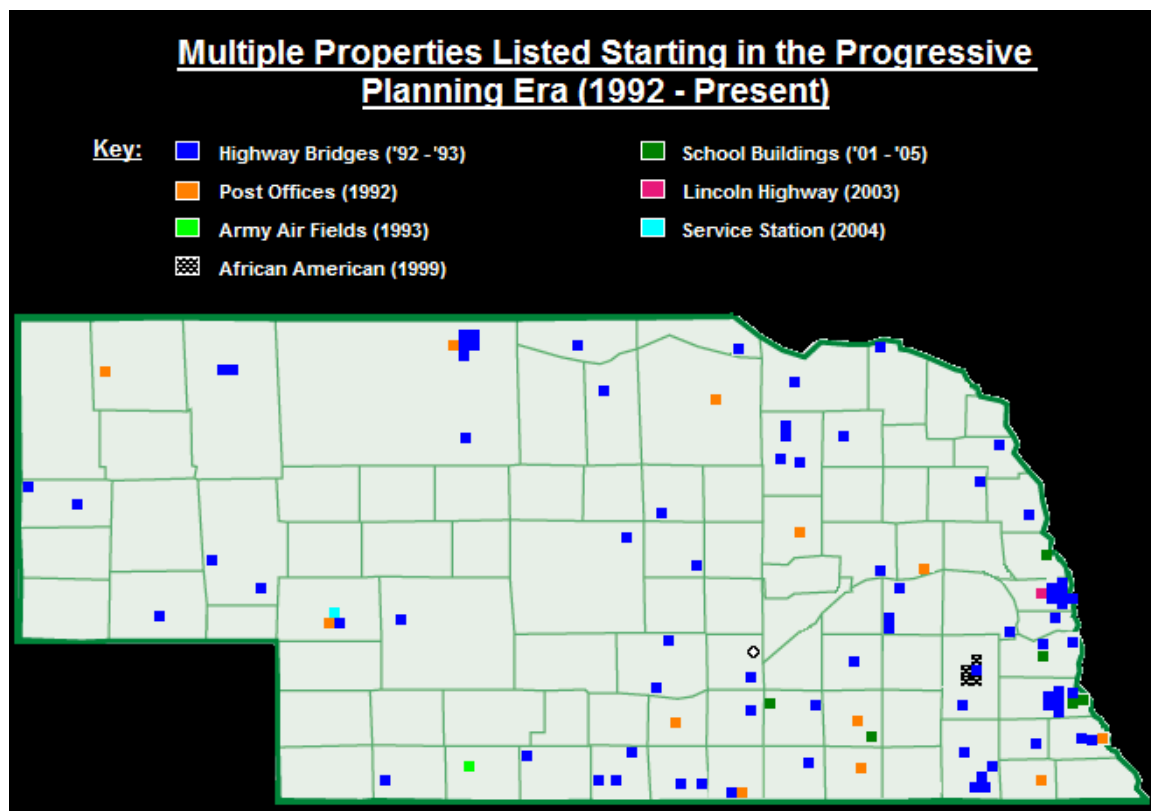 Multiple Properties Listed Starting in the Progressive
Planning Era (1992 - Present)
Key:
Highway Bridges ('92 -'93)
Post Offices (1992)
Army Air Fields (1993)
African American (1999)
School Buildings ('01 - '05)
Lincoln Highway (2003)
Service Station (2004)